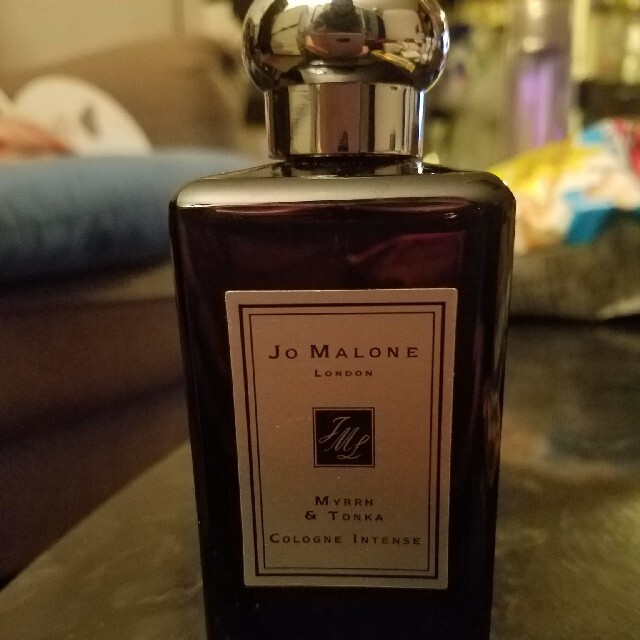 Jo Malone
London
JML
Myrrh
& Tonka
Cologne Intense